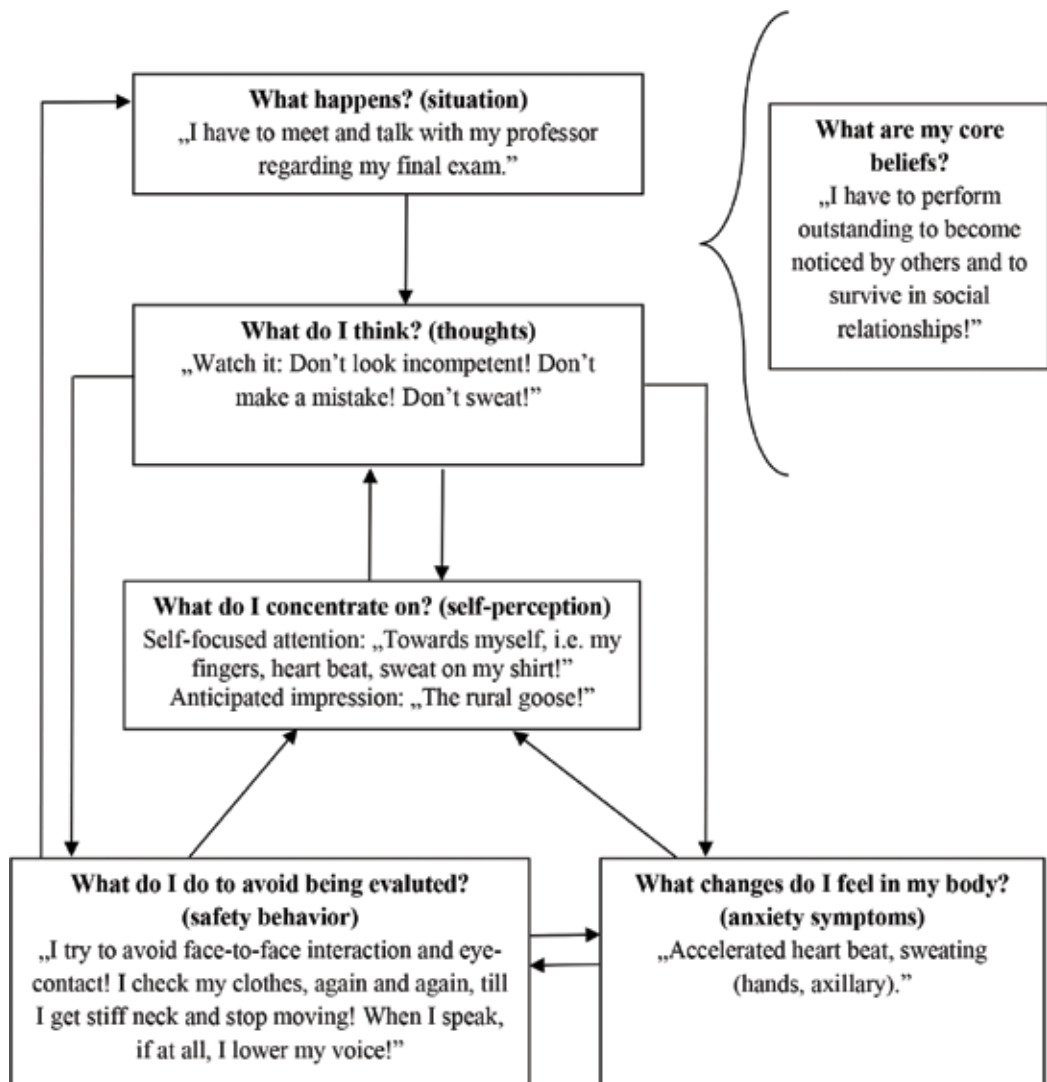 What happens? (situation)
„I have to meet and talk with my professor
regarding my final exam.”
What are my core
beliefs?
„I have to perform
outstanding to become
noticed by others and to
survive in social
relationships!”
What do I think? (thoughts)
„Watch it: Don’t look incompetent! Don’t
make a mistake! Don’t sweat!”
What do I concentrate on? (self-perception)
Self-focused attention: „Towards myself, i.e. my
fingers, heart beat, sweat on my shirt!”
Anticipated impression: „The rural goose!”
What do I do to avoid being evaluted?
(safety behavior)
„I try to avoid face-to-face interaction and eye-
contact! I check my clothes, again and again, till
I get stiff neck and stop moving! When I speak,
if at all, I lower my voice!”
What changes do I feel in my body?
(anxiety symptoms)
„Accelerated heart beat, sweating
(hands, axillary).”